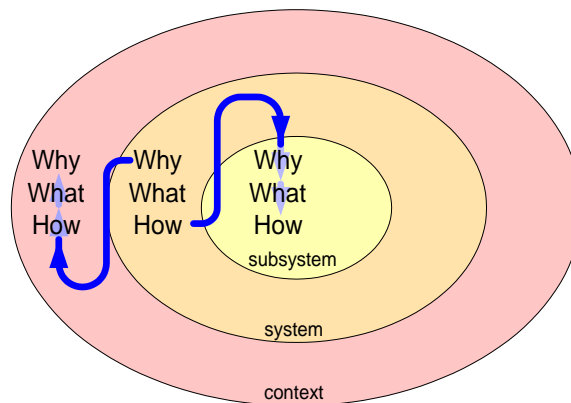 Why Why Why
What What What
How How How
subsystem
system
context